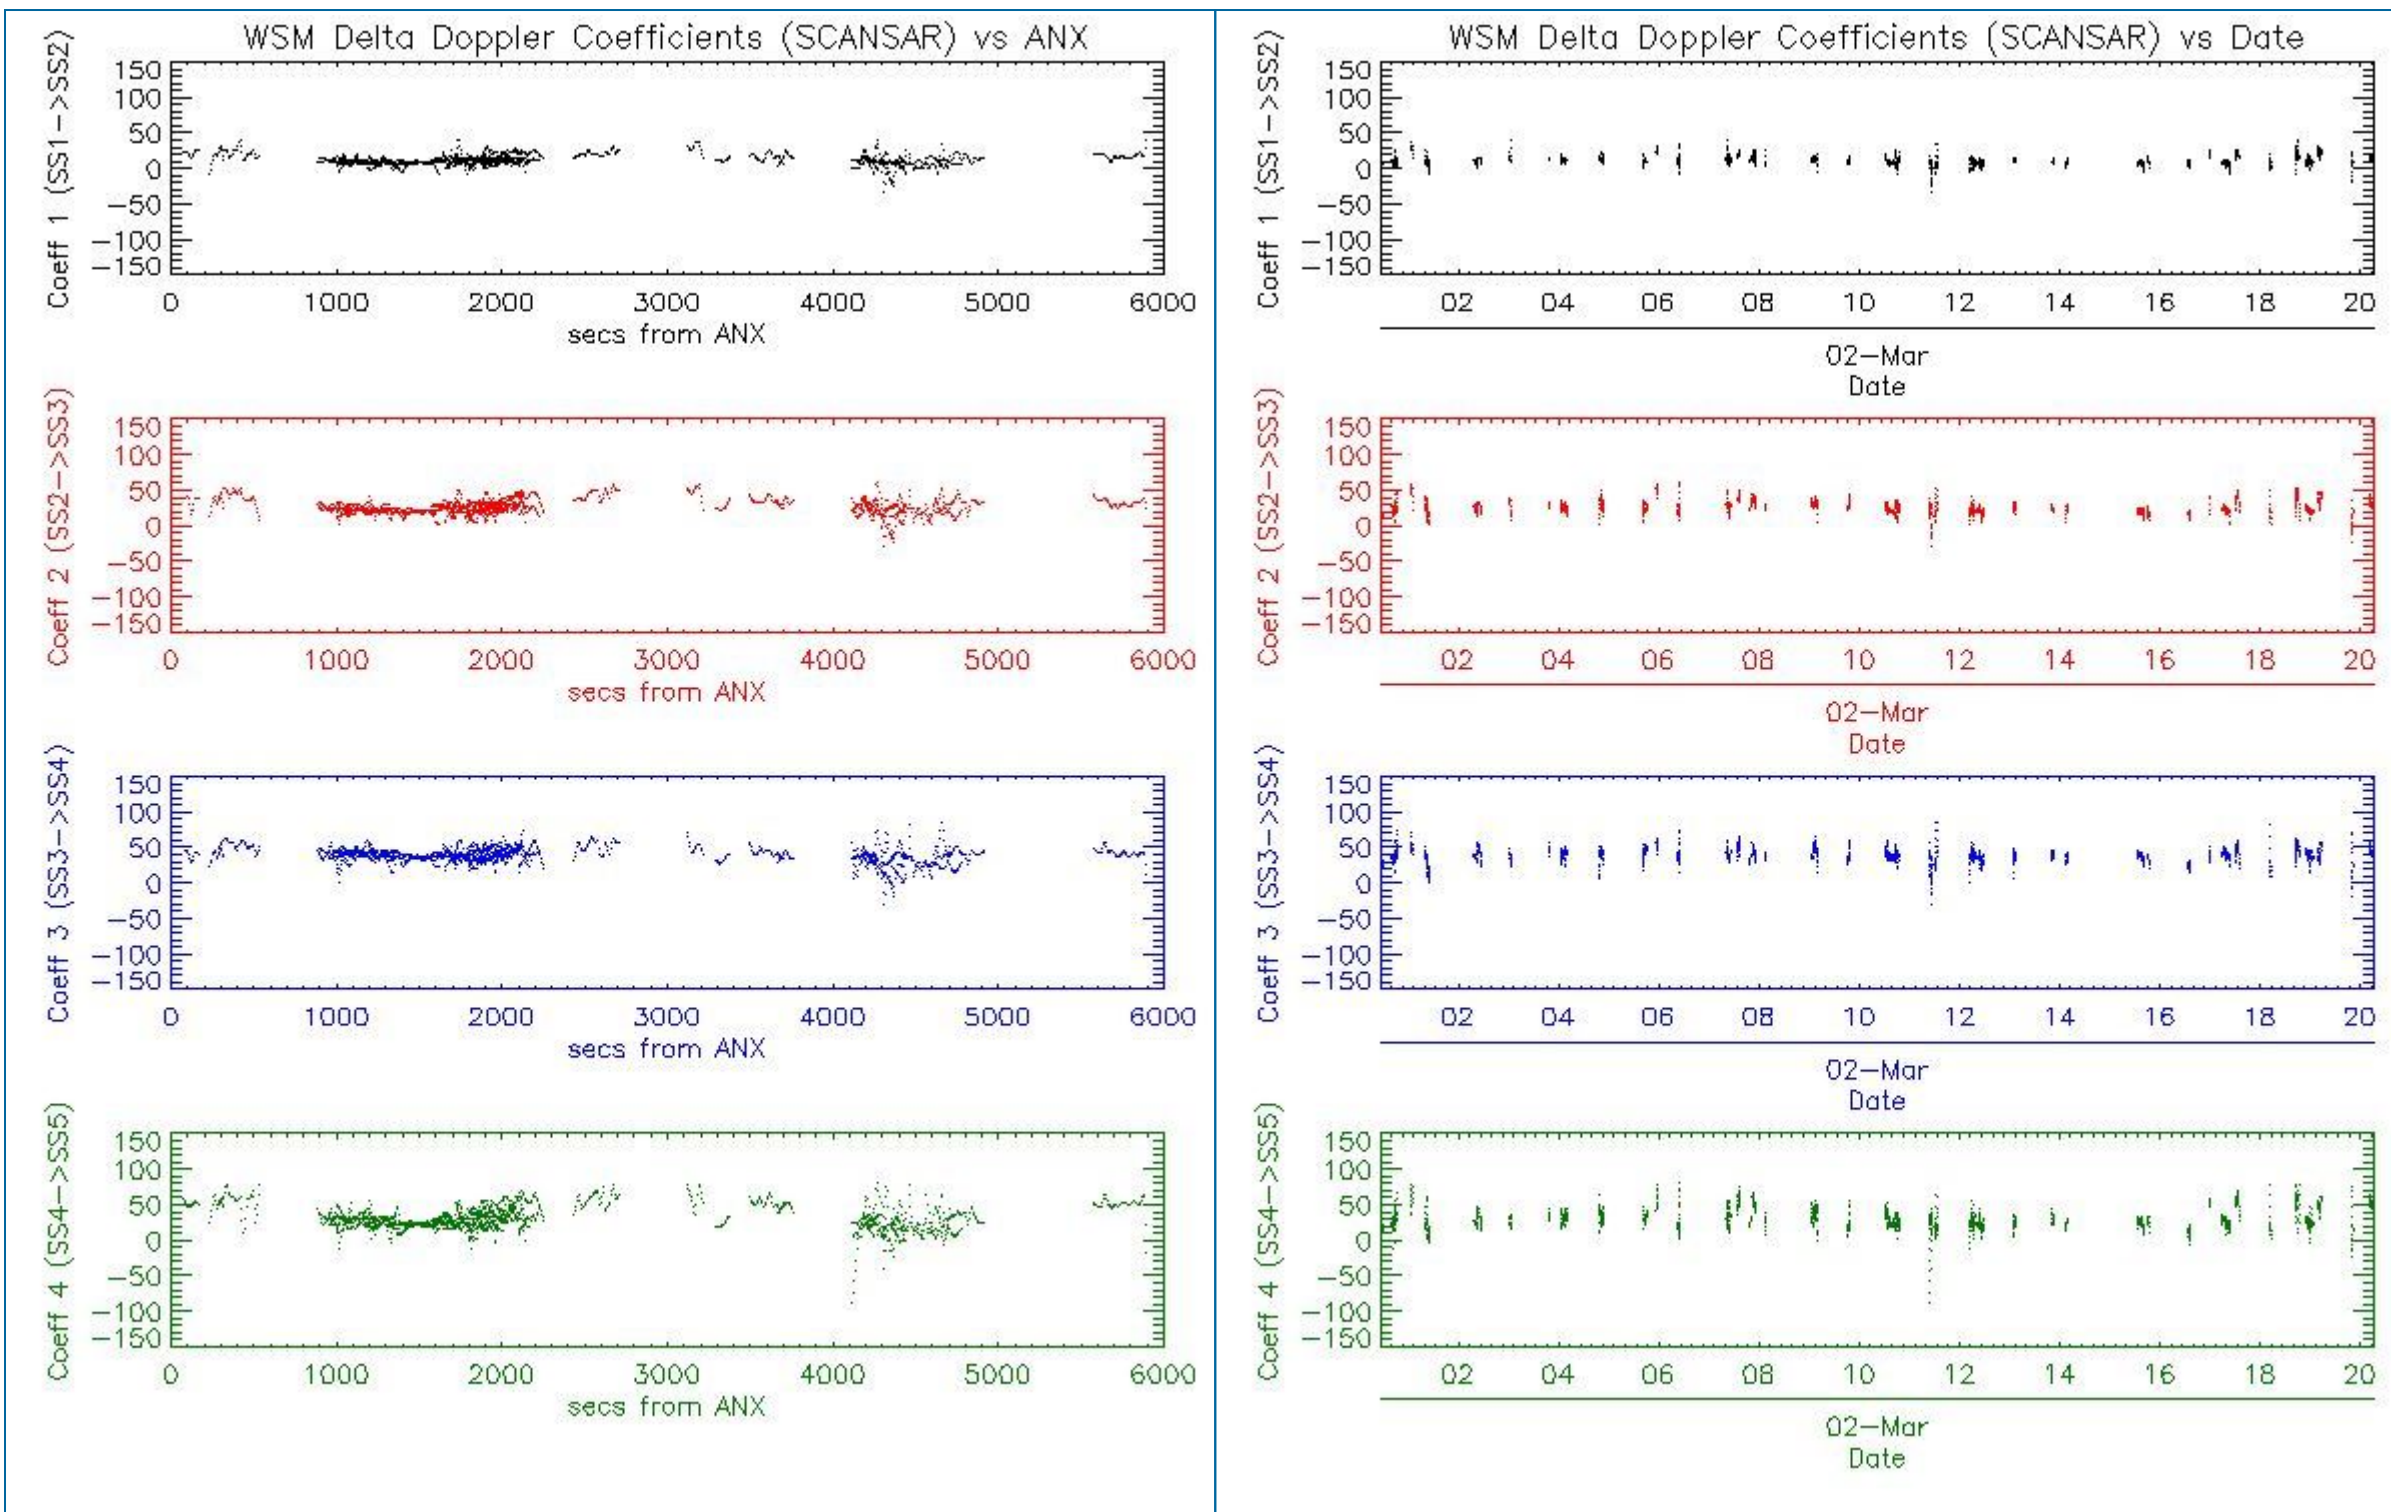 WSM Delta Doppler Coefficients (SCANSAR) vs ANX
Coeff 1 (SS1->SS2)
150
100
50
0
-50
-100
-150
0 1000 2000 3000 4000 5000 6000
secs from ANX
Coeff 2 (SS2->SS3)
150
100
50
0
-50
-100
-150
0 1000 2000 3000 4000 5000 6000
secs from ANX
Coeff 3 (SS3->SS4)
150
100
50
0
-50
-100
-150
0 1000 2000 3000 4000 5000 6000
secs from ANX
Coeff 4 (SS4->SS5)
150
100
50
0
-50
-100
-150
0 1000 2000 3000 4000 5000 6000
secs from ANX
WSM Delta Doppler Coefficients (SCANSAR) vs Date
Coeff 1 (SS1->SS2)
150
100
50
0
-50
-100
-150
02 04 06 08 10 12 14 16 18 20
02-Mar
Date
Coeff 2 (SS2->SS3)
150
100
50
0
-50
-100
-150
02 04 06 08 10 12 14 16 18 20
02-Mar
Date
Coeff 3 (SS3->SS4)
150
100
50
0
-50
-100
-150
02 04 06 08 10 12 14 16 18 20
02-Mar
Date
Coeff 4 (SS4->SS5)
150
100
50
0
-50
-100
-150
02 04 06 08 10 12 14 16 18 20
02-Mar
Date